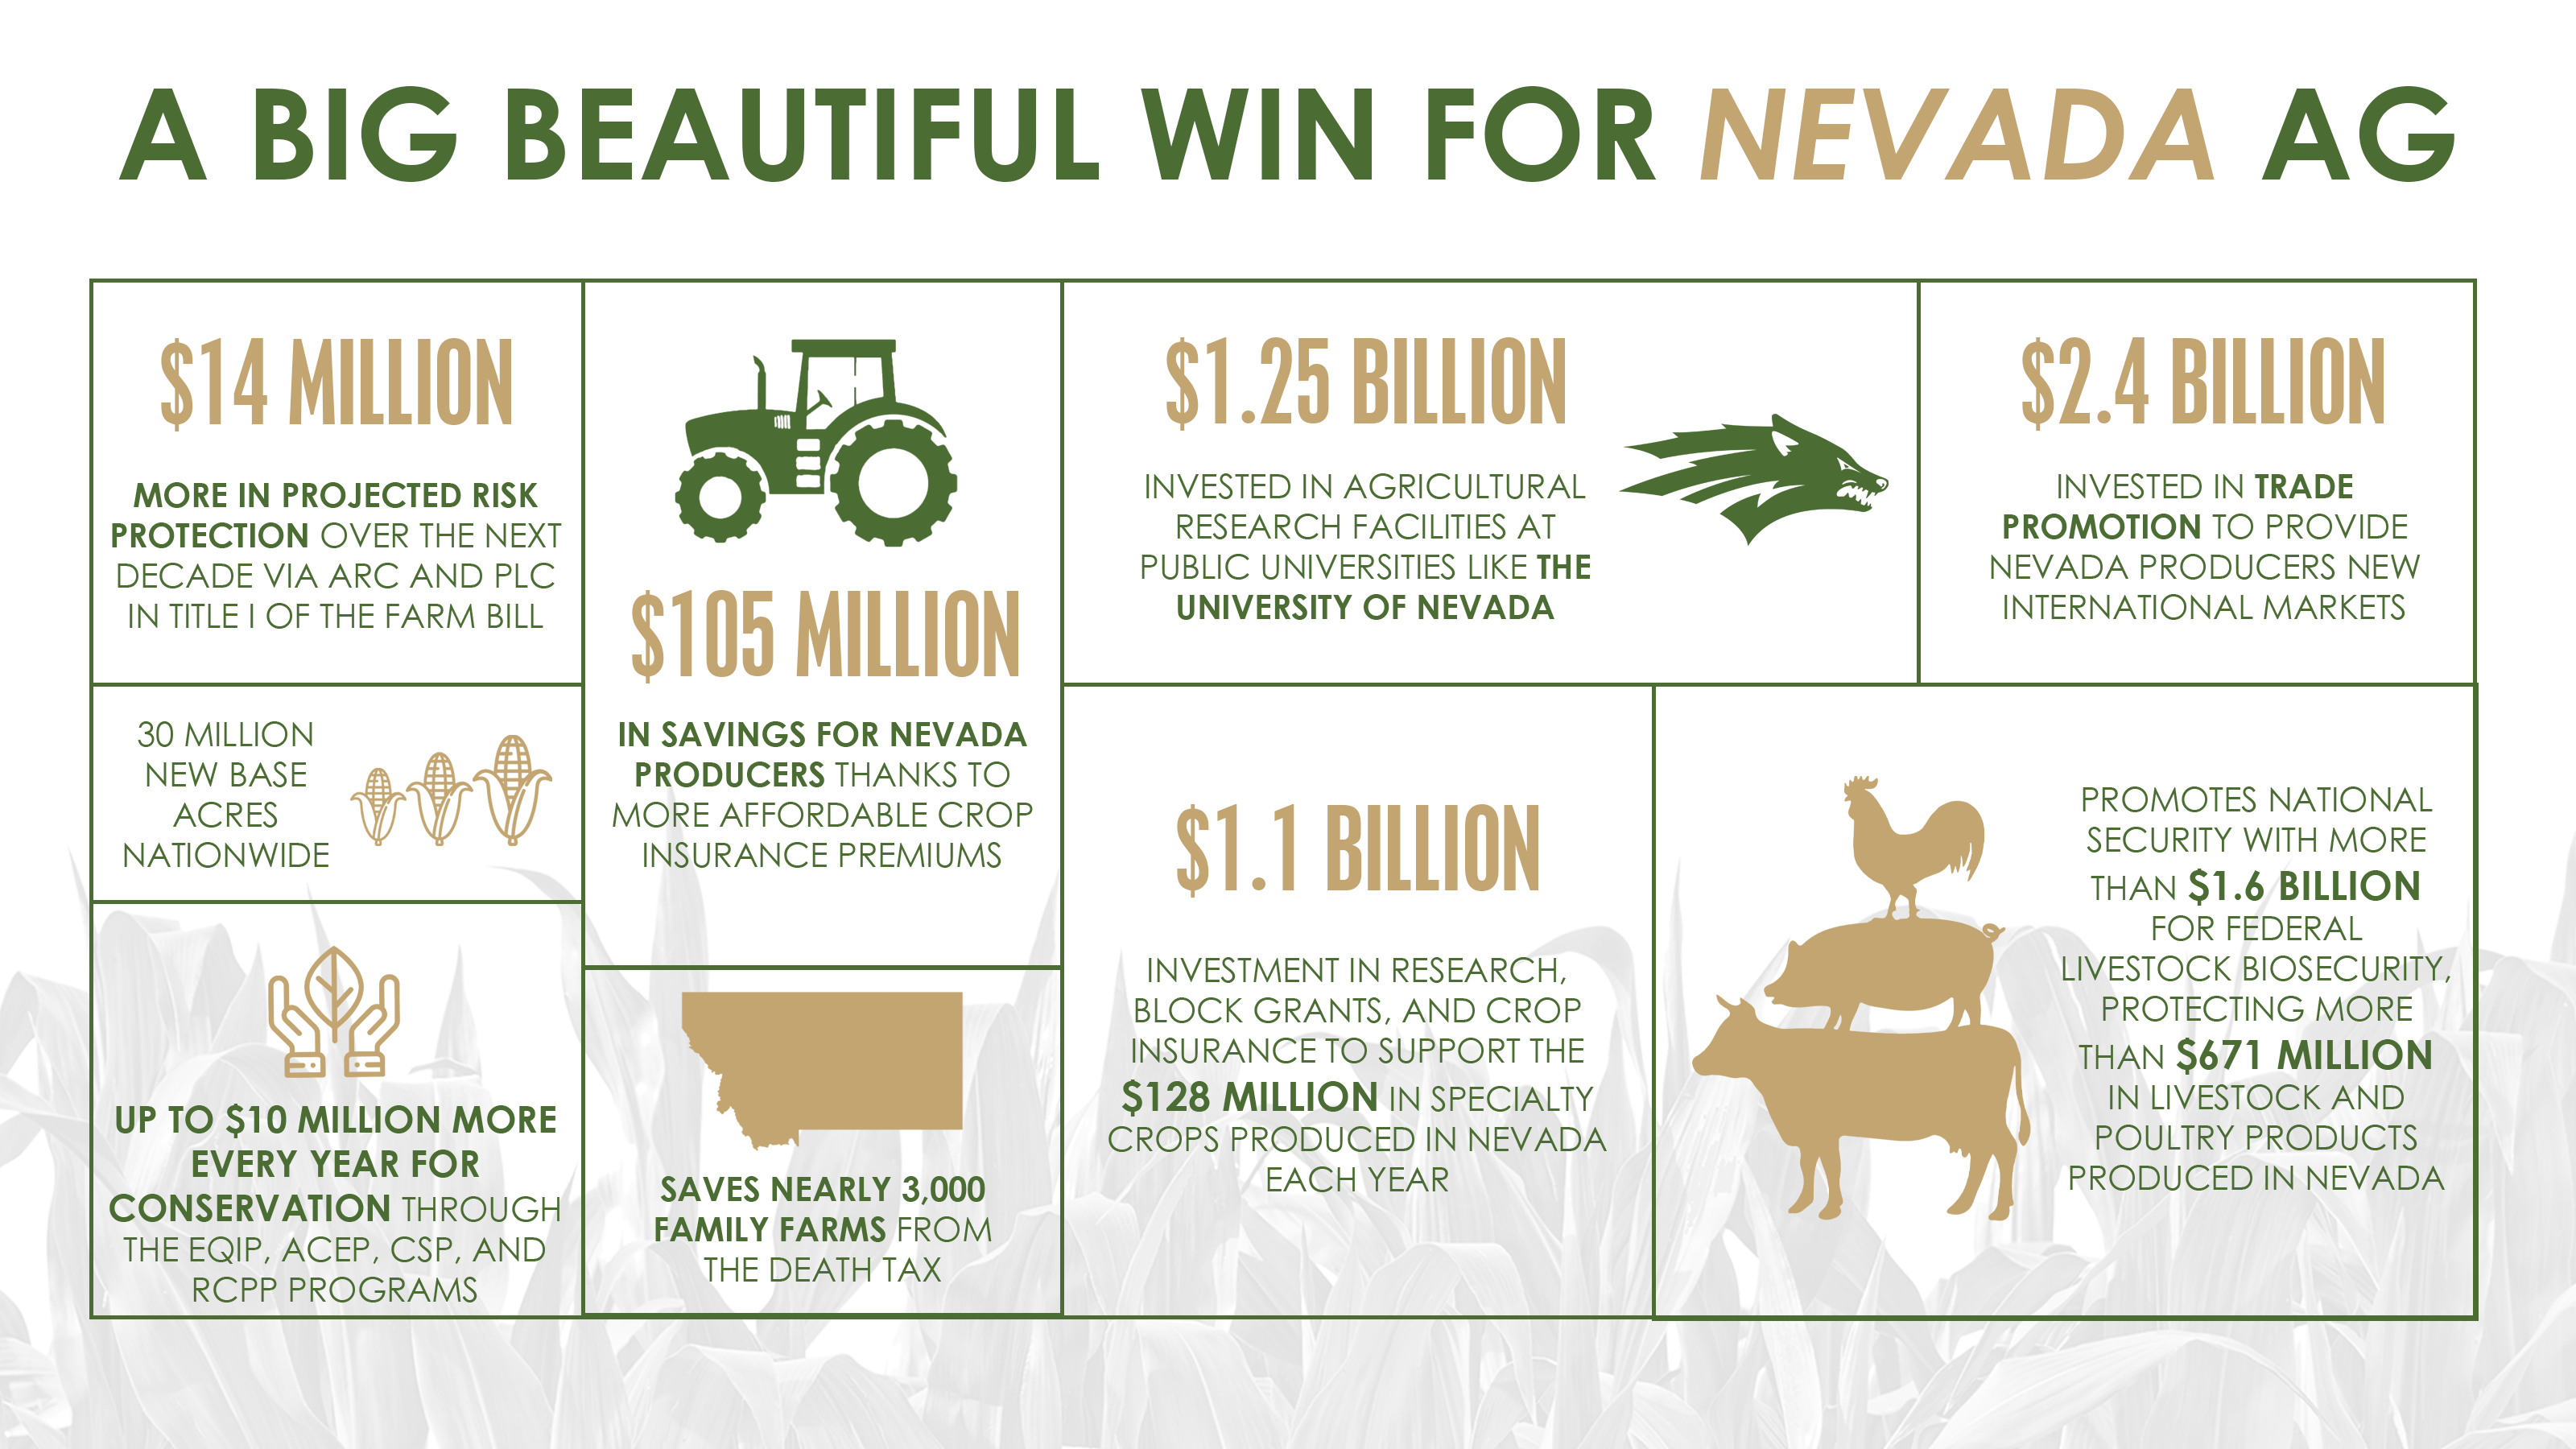 A BIG BEAUTIFUL WIN FOR NEVADA AG
$14 MILLION
MORE IN PROJECTED RISK
PROTECTION OVER THE NEXT
DECADE VIA ARC AND PLC
IN TITLE I OF THE FARM BILL
30 MILLION
NEW BASE
ACRES
NATIONWIDE
UP TO $10 MILLION MORE
EVERY YEAR FOR
CONSERVATION THROUGH
THE EQIP, ACEP, CSP, AND
RCPP PROGRAMS
$105 MILLION
IN SAVINGS FOR NEVADA
PRODUCERS THANKS TO
MORE AFFORDABLE CROP
INSURANCE PREMIUMS
SAVES NEARLY 3,000
FAMILY FARMS FROM
THE DEATH TAX
$1.25 BILLION
INVESTED IN AGRICULTURAL
RESEARCH FACILITIES AT
PUBLIC UNIVERSITIES LIKE THE
UNIVERSITY OF NEVADA
$2.4 BILLION
INVESTED IN TRADE
PROMOTION TO PROVIDE
NEVADA PRODUCERS NEW
INTERNATIONAL MARKETS
$1.1 BILLION
INVESTMENT IN RESEARCH,
BLOCK GRANTS, AND CROP
INSURANCE TO SUPPORT THE
$128 MILLION IN SPECIALTY
CROPS PRODUCED IN NEVADA
EACH YEAR
PROMOTES NATIONAL
SECURITY WITH MORE
THAN $1.6 BILLION
FOR FEDERAL
LIVESTOCK BIOSECURITY,
PROTECTING MORE
THAN $671 MILLION
IN LIVESTOCK AND
POULTRY PRODUCTS
PRODUCED IN NEVADA